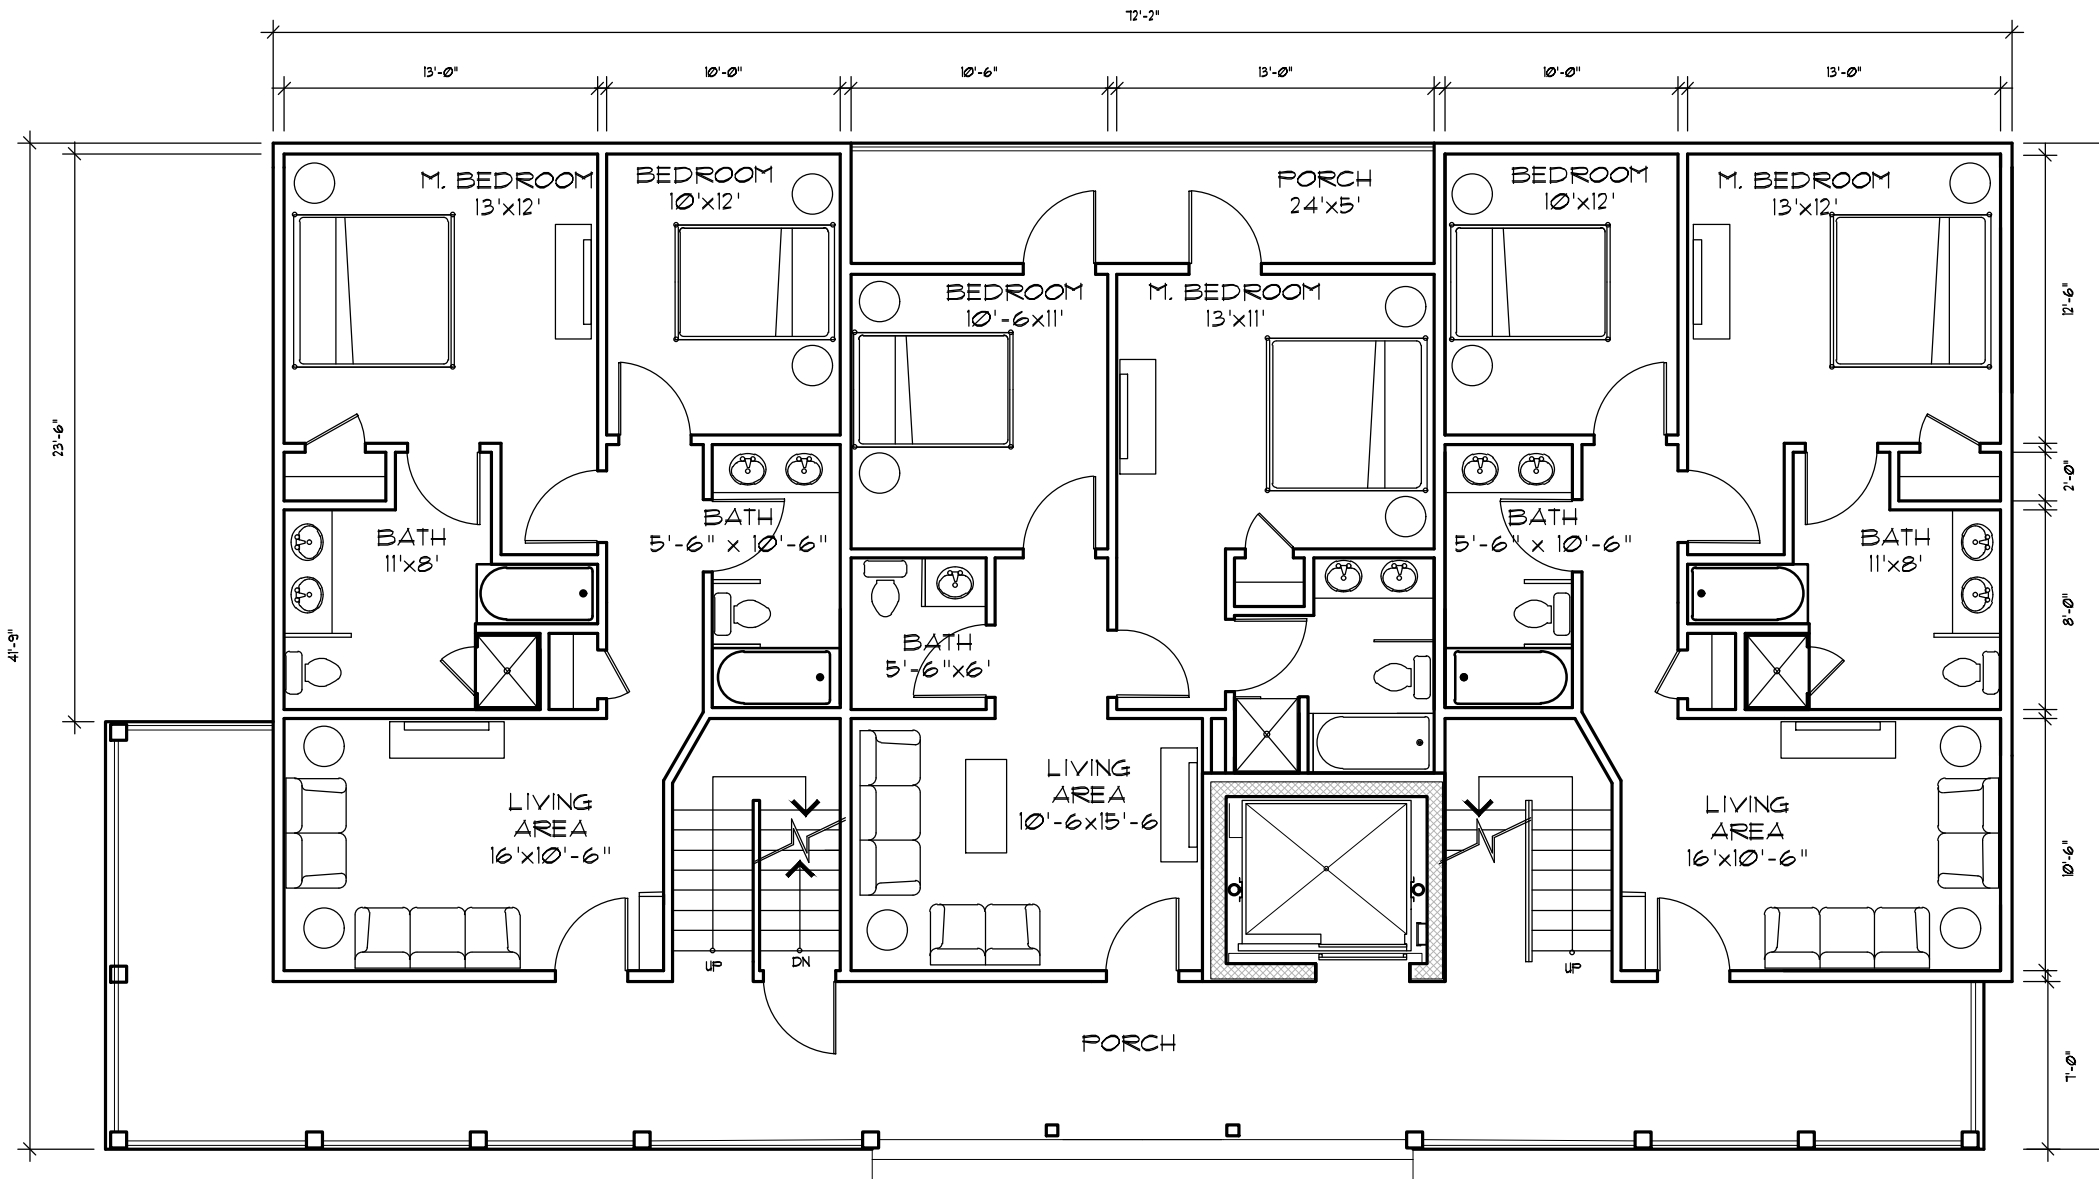 72'-2"
13'-0"
10'-0"
10'-6"
13'-0"
10'-0"
13'-0"
M. BEDROOM
13'x12'
BEDROOM
10'x12'
PORCH
24'x5'
BEDROOM
10'x12'
M. BEDROOM
13'x12'
BEDROOM
10'-6x11'
M. BEDROOM
13'x11'
12'-6"
23'-6"
2'-0"
BATH
11'x8'
BATH
5'-6" x 10'-6"
BATH
5'-6" x 10'-6"
BATH
11'x8'
8'-0"
41'-9"
BATH
5'-6"x6'
LIVING
AREA
16'x10'-6"
LIVING
AREA
10'-6x15'-6
LIVING
AREA
16'x10'-6"
10'-6"
UP
DN
UP
PORCH
7'-0"